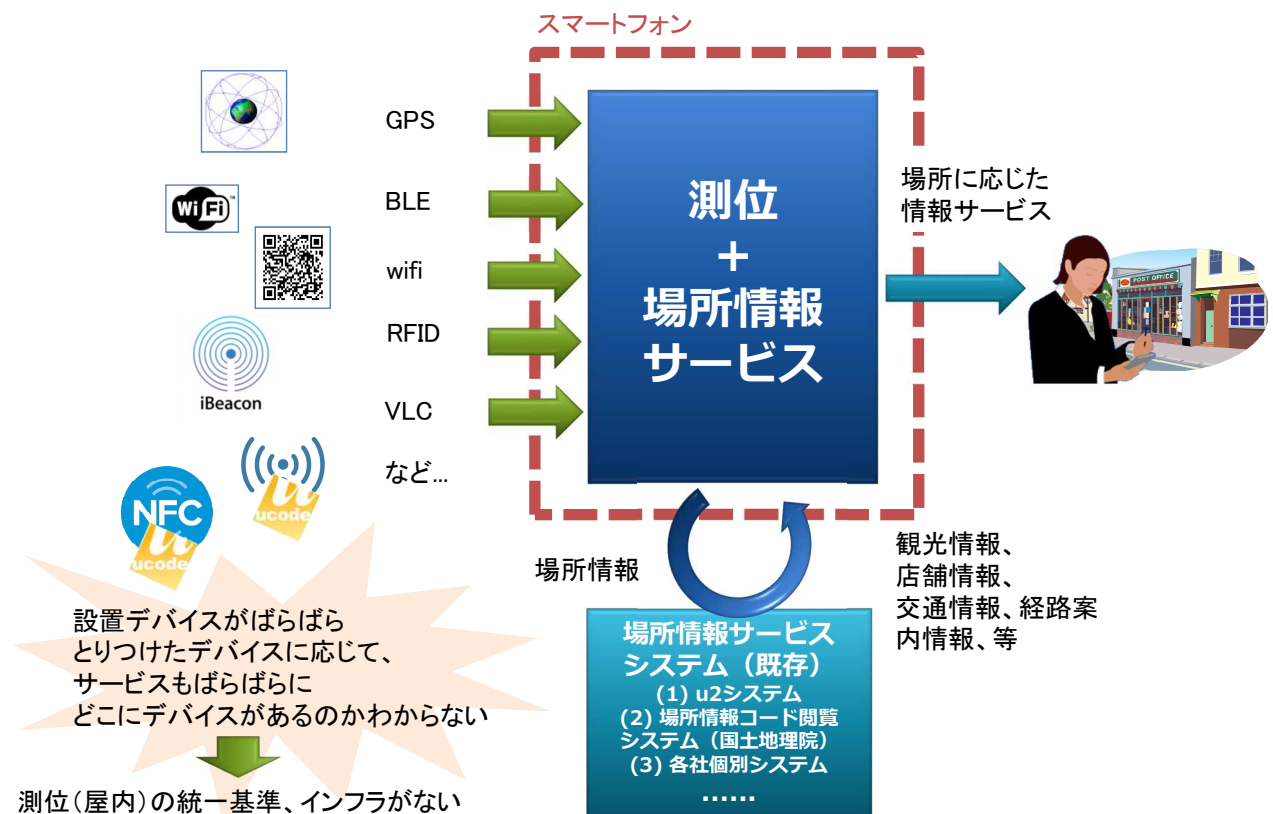 スマートフォン
GPS
BLE
wifi
RFID
VLC
など...
WiFi
iBeacon
NFC
ucode
ucode
測位
+
場所情報
サービス
場所に応じた
情報サービス
POST OFFICE
場所情報
観光情報、
店舗情報、
交通情報、経路案
内情報、等
場所情報サービス
システム（既存）
(1) u2システム
(2) 場所情報コード閲覧
システム（国土地理院）
(3) 各社個別システム
......
設置デバイスがばらばら
とりつけたデバイスに応じて、
サービスもばらばらに
どこにデバイスがあるのかわからない
測位（屋内）の統一基準、インフラがない